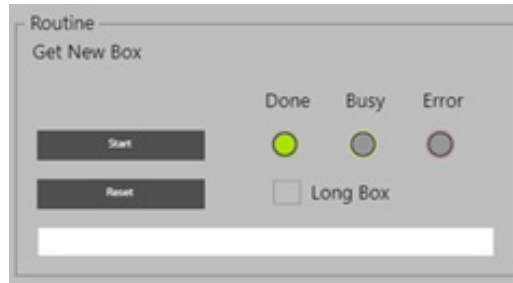 Routine
Get New Box
Done Busy Error
Start
Reset
Long Box